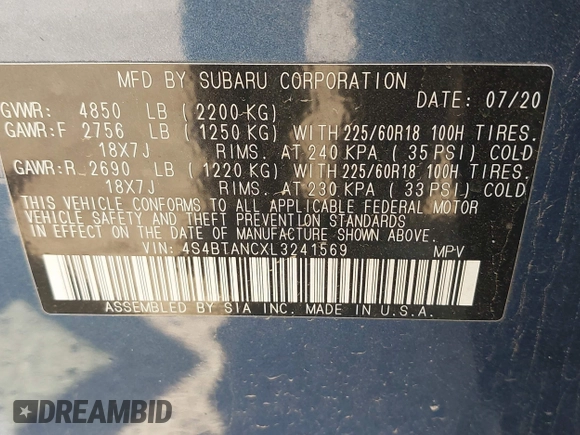 MFD BY SUBARU CORPORATION
DATE: 07/20
GVWR: 4850 LB (2200-KG)
GAWR:F 2756 LB (1250 KG) WITH 225/60R18 100H TIRES.
18X7J RIMS. AT 240 KPA (35 PSI) COLD
GAWR:R 2690 LB (1220 KG) WITH 225/60R18 100H TIRES.
18X7J RIMS. AT 230 KPA (33 PSI) COLD
THIS VEHICLE CONFORMS TO ALL APPLICABLE FEDERAL MOTOR
VEHICLE SAFETY AND THEFT PREVENTION STANDARDS
IN EFFECT ON THE DATE OF MANUFACTURE SHOWN ABOVE.
VIN: 4S4BTANCXL3241569 MPV
ASSEMBLED BY SIA INC. MADE IN U.S.A.
DREAMBID